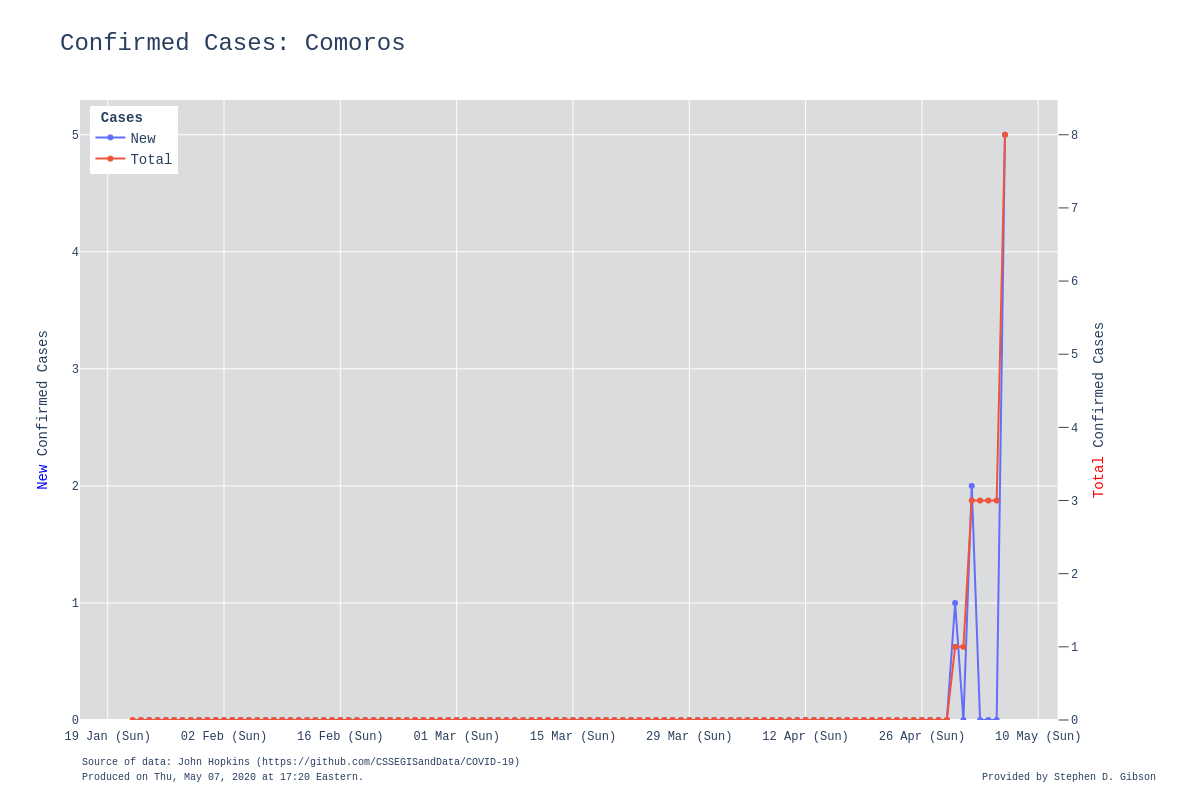 Confirmed Cases: Comoros
Cases
New
Total
5
4
3
2
1
0
New Confirmed Cases
8
7
6
5
4
3
2
1
0
Total Confirmed Cases
19 Jan (Sun) 02 Feb (Sun) 16 Feb (Sun) 01 Mar (Sun) 15 Mar (Sun) 29 Mar (Sun) 12 Apr (Sun) 26 Apr (Sun) 10 May (Sun)
Source of data: John Hopkins (https://github.com/CSSEGISandData/COVID-19)
Produced on Thu, May 07, 2020 at 17:20 Eastern.
Provided by Stephen D. Gibson